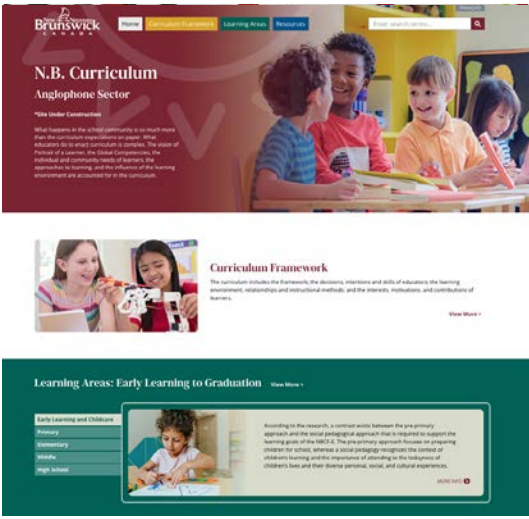 FRANÇAIS
New Nouveau
Brunswick
CANADA
Home
Curriculum Framework
Learning Areas
Resources
Enter search terms...
N.B. Curriculum
Anglophone Sector
*Site Under Construction
What happens in the school community is so much more
than the curriculum expectations on paper. What
educators do to enact curriculum is complex. The vision of
Portrait of a Learner, the Global Competencies, the
individual and community needs of learners, the
approaches to learning, and the influence of the learning
environment are accounted for in the curriculum.
Curriculum Framework
The curriculum includes the framework; the decisions, intentions and skills of educators; the learning
environment, relationships and instructional methods, and the interests, motivations, and contributions of
learners.
View More >
Learning Areas: Early Learning to Graduation View More >
Early Learning and Childcare
Primary
Elementary
Middle
High School
According to the research, a contrast exists between the pre-primary
approach and the social pedagogical approach that is required to support the
learning goals of the NBCF-E. The pre-primary approach focuses on preparing
children for school, whereas a social pedagogy recognizes the context of
children's learning and the importance of attending to the todayness of
children's lives and their diverse personal, social, and cultural experiences.
MORE INFO